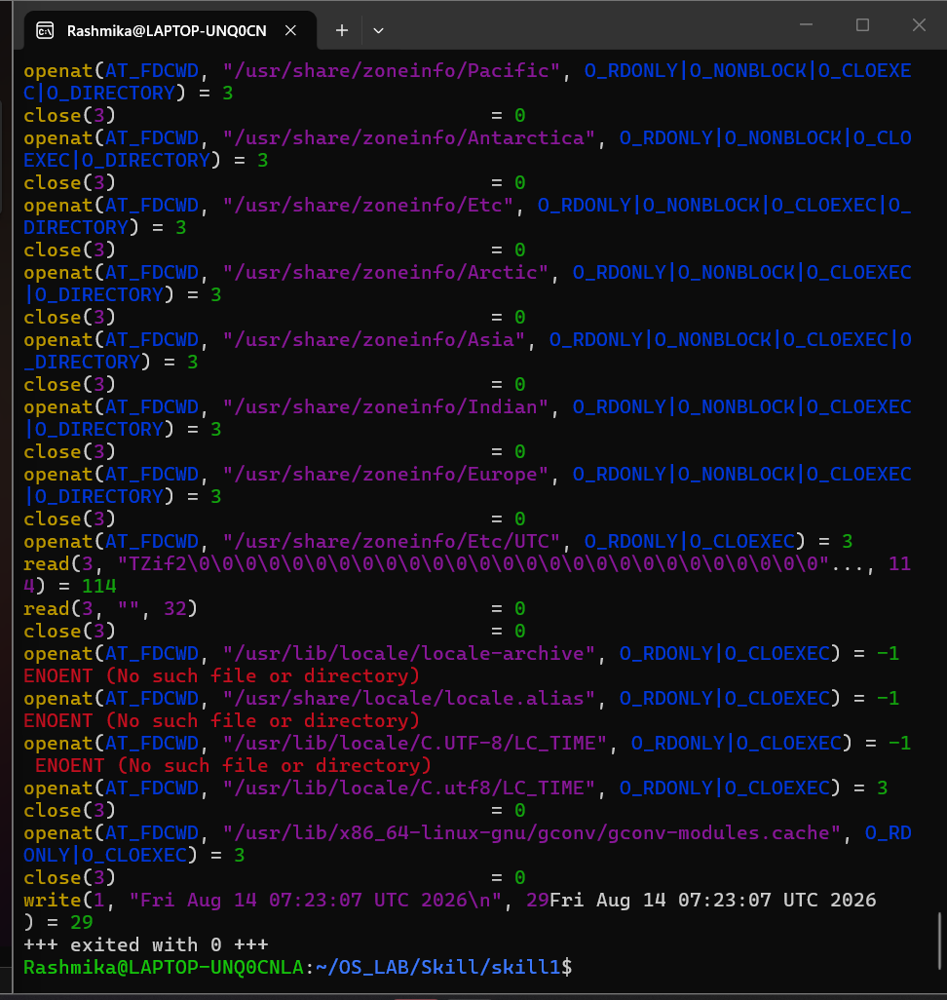 Rashmika@LAPTOP-UNQ0CN
openat(AT_FDCWD, "/usr/share/zoneinfo/Pacific", O_RDONLY|O_NONBLOCK|O_CLOEXE
C|O_DIRECTORY) = 3
close(3)                                = 0
openat(AT_FDCWD, "/usr/share/zoneinfo/Antarctica", O_RDONLY|O_NONBLOCK|O_CLO
EXEC|O_DIRECTORY) = 3
close(3)                                = 0
openat(AT_FDCWD, "/usr/share/zoneinfo/Etc", O_RDONLY|O_NONBLOCK|O_CLOEXEC|O_
DIRECTORY) = 3
close(3)                                = 0
openat(AT_FDCWD, "/usr/share/zoneinfo/Arctic", O_RDONLY|O_NONBLOCK|O_CLOEXEC
|O_DIRECTORY) = 3
close(3)                                = 0
openat(AT_FDCWD, "/usr/share/zoneinfo/Asia", O_RDONLY|O_NONBLOCK|O_CLOEXEC|O
_DIRECTORY) = 3
close(3)                                = 0
openat(AT_FDCWD, "/usr/share/zoneinfo/Indian", O_RDONLY|O_NONBLOCK|O_CLOEXEC
|O_DIRECTORY) = 3
close(3)                                = 0
openat(AT_FDCWD, "/usr/share/zoneinfo/Europe", O_RDONLY|O_NONBLOCK|O_CLOEXEC
|O_DIRECTORY) = 3
close(3)                                = 0
openat(AT_FDCWD, "/usr/share/zoneinfo/Etc/UTC", O_RDONLY|O_CLOEXEC) = 3
read(3, "TZif2\0\0\0\0\0\0\0\0\0\0\0\0\0\0\0\0\0\0\0\0\0\0\0\0\0\0\0"..., 11
4) = 114
read(3, "", 32)                         = 0
close(3)                                = 0
openat(AT_FDCWD, "/usr/lib/locale/locale-archive", O_RDONLY|O_CLOEXEC) = -1
ENOENT (No such file or directory)
openat(AT_FDCWD, "/usr/share/locale/locale.alias", O_RDONLY|O_CLOEXEC) = -1
ENOENT (No such file or directory)
openat(AT_FDCWD, "/usr/lib/locale/C.UTF-8/LC_TIME", O_RDONLY|O_CLOEXEC) = -1
 ENOENT (No such file or directory)
openat(AT_FDCWD, "/usr/lib/locale/C.utf8/LC_TIME", O_RDONLY|O_CLOEXEC) = 3
close(3)                                = 0
openat(AT_FDCWD, "/usr/lib/x86_64-linux-gnu/gconv/gconv-modules.cache", O_RD
ONLY|O_CLOEXEC) = 3
close(3)                                = 0
write(1, "Fri Aug 14 07:23:07 UTC 2026\n", 29Fri Aug 14 07:23:07 UTC 2026
) = 29
+++ exited with 0 +++
Rashmika@LAPTOP-UNQ0CNLA:~/OS_LAB/Skill/skill1$